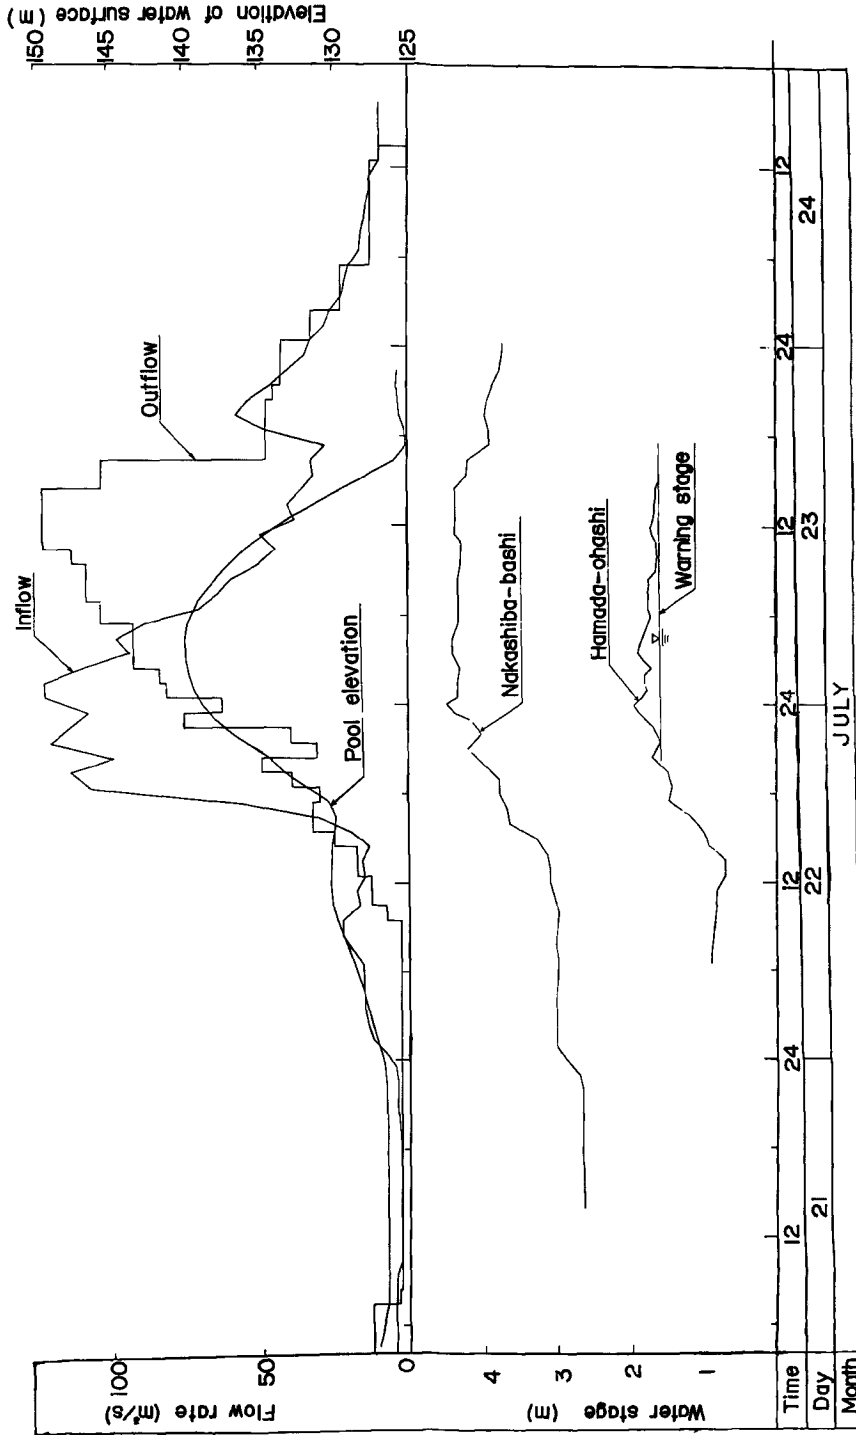 Flow rate (m³/s)
100
50
0
Water stage (m)
4
3
2
1
Elevation of water surface (m)
150
145
140
135
130
125
Inflow
Outflow
Pool elevation
Nakashiba-bashi
Hamada-ohashi
Warning stage
Time
12
24
12
24
12
24
12
Day
21
22
23
24
Month
JULY